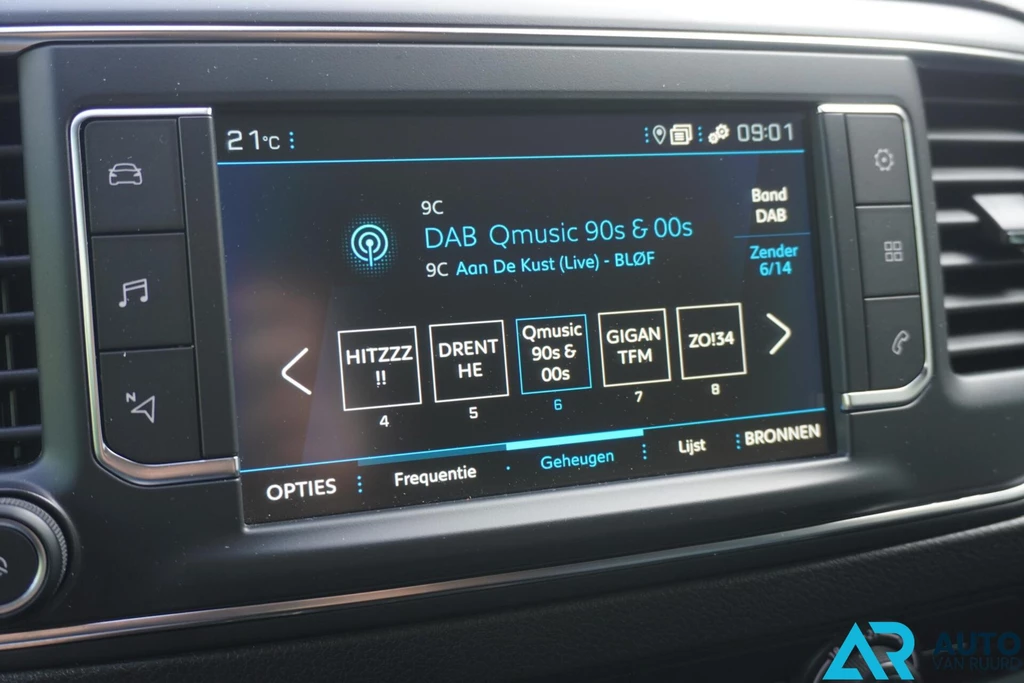 21°C
09:01
9C
DAB Qmusic 90s & 00s
9C Aan De Kust (Live) - BLØF
Band
DAB
Zender
6/14
HITZZZ
!!
4
DRENT
HE
5
Qmusic
90s &
00s
6
GIGAN
TFM
7
ZO!34
8
OPTIES
Frequentie
Geheugen
Lijst
BRONNEN
N
AR AUTO
VAN RUURD